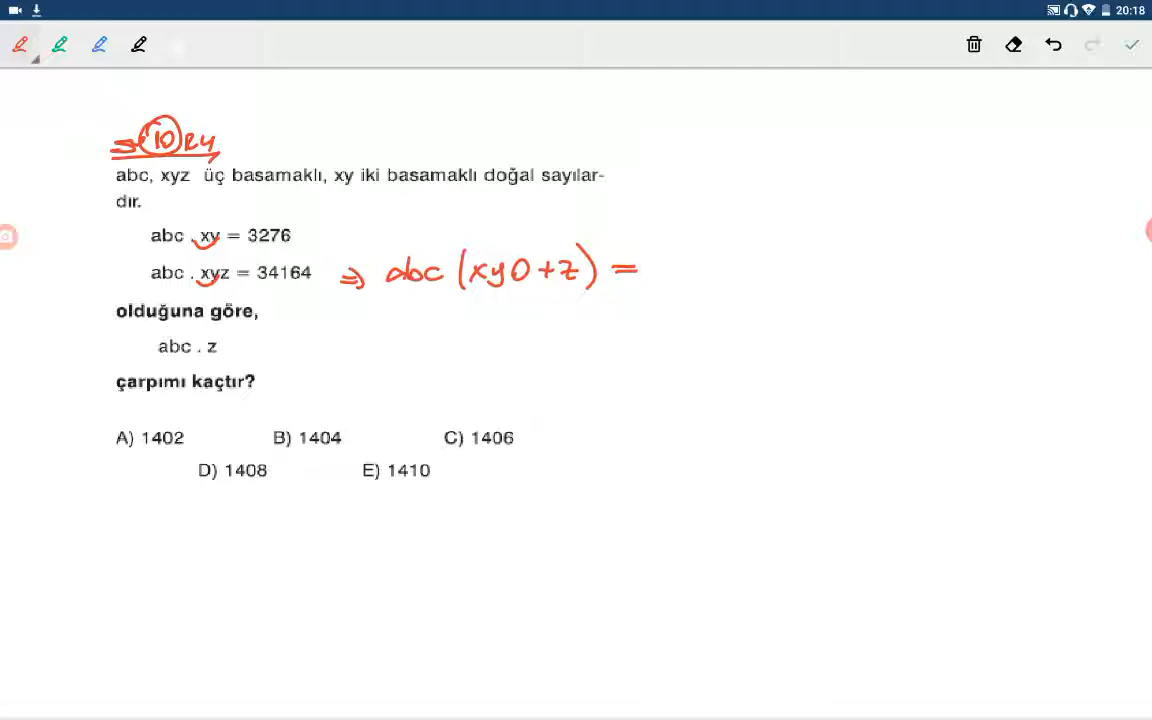 20:18
abc, xyz üç basamaklı, xy iki basamaklı doğal sayılar-
dır.
abc . xy = 3276
abc . xyz = 34164 ⇒ abc (xy0+z) =
olduğuna göre,
abc . z
çarpımı kaçtır?
A) 1402 B) 1404 C) 1406
D) 1408 E) 1410